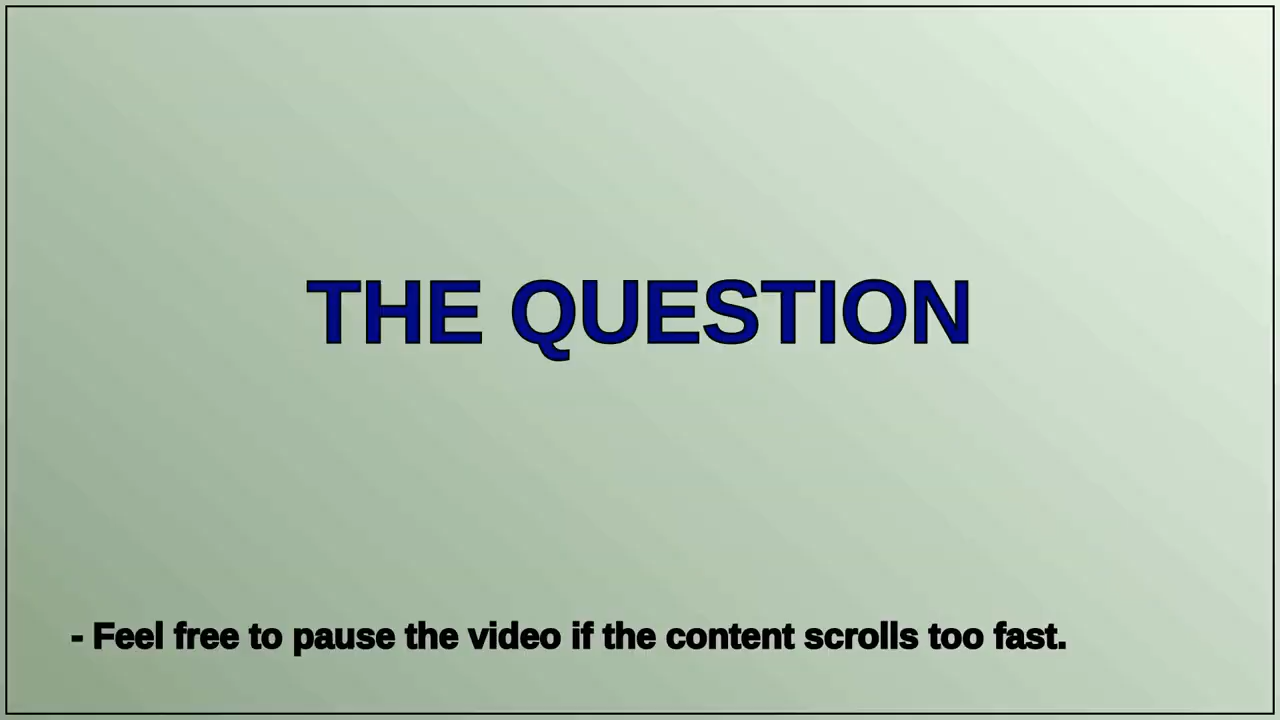 THE QUESTION
- Feel free to pause the video if the content scrolls too fast.